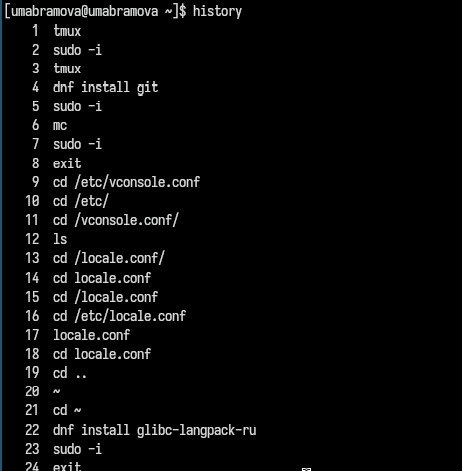 [umabramova@umabramova ~]$ history
1 tmux
2 sudo -i
3 tmux
4 dnf install git
5 sudo -i
6 mc
7 sudo -i
8 exit
9 cd /etc/vconsole.conf
10 cd /etc/
11 cd /vconsole.conf/
12 ls
13 cd /locale.conf/
14 cd locale.conf
15 cd /locale.conf
16 cd /etc/locale.conf
17 locale.conf
18 cd locale.conf
19 cd ..
20 ~
21 cd ~
22 dnf install glibc-langpack-ru
23 sudo -i
24 exit